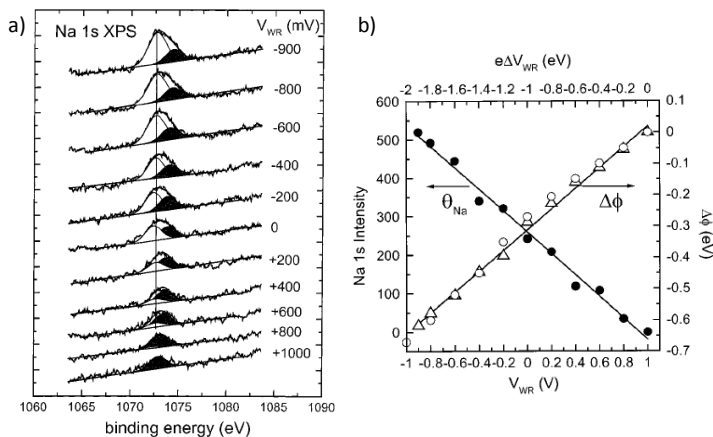 a)
Na 1s XPS
V_WR (mV)
-900
-800
-600
-400
-200
0
+200
+400
+600
+800
+1000
1060 1065 1070 1075 1080 1085 1090
binding energy (eV)
b)
eΔV_WR (eV)
-2 -1.8 -1.6 -1.4 -1.2 -1 -0.8 -0.6 -0.4 -0.2 0
600
500
400
300
200
100
0
Na 1s Intensity
θ_Na
Δϕ
0.1
0
-0.1
-0.2
-0.3
-0.4
-0.5
-0.6
-0.7
Δϕ (eV)
-1 -0.8 -0.6 -0.4 -0.2 0 0.2 0.4 0.6 0.8 1
V_WR (V)